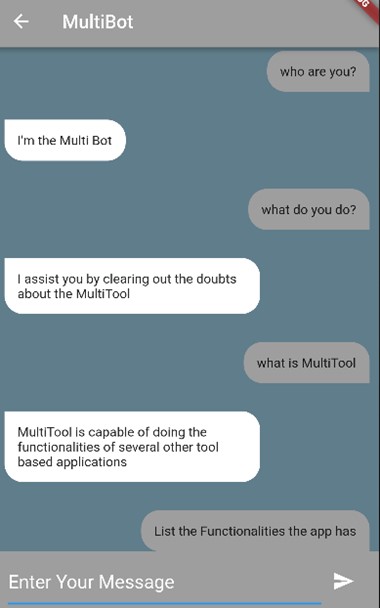 MultiBot
who are you?
I'm the Multi Bot
what do you do?
I assist you by clearing out the doubts
about the MultiTool
what is MultiTool
MultiTool is capable of doing the
functionalities of several other tool
based applications
List the Functionalities the app has
Enter Your Message